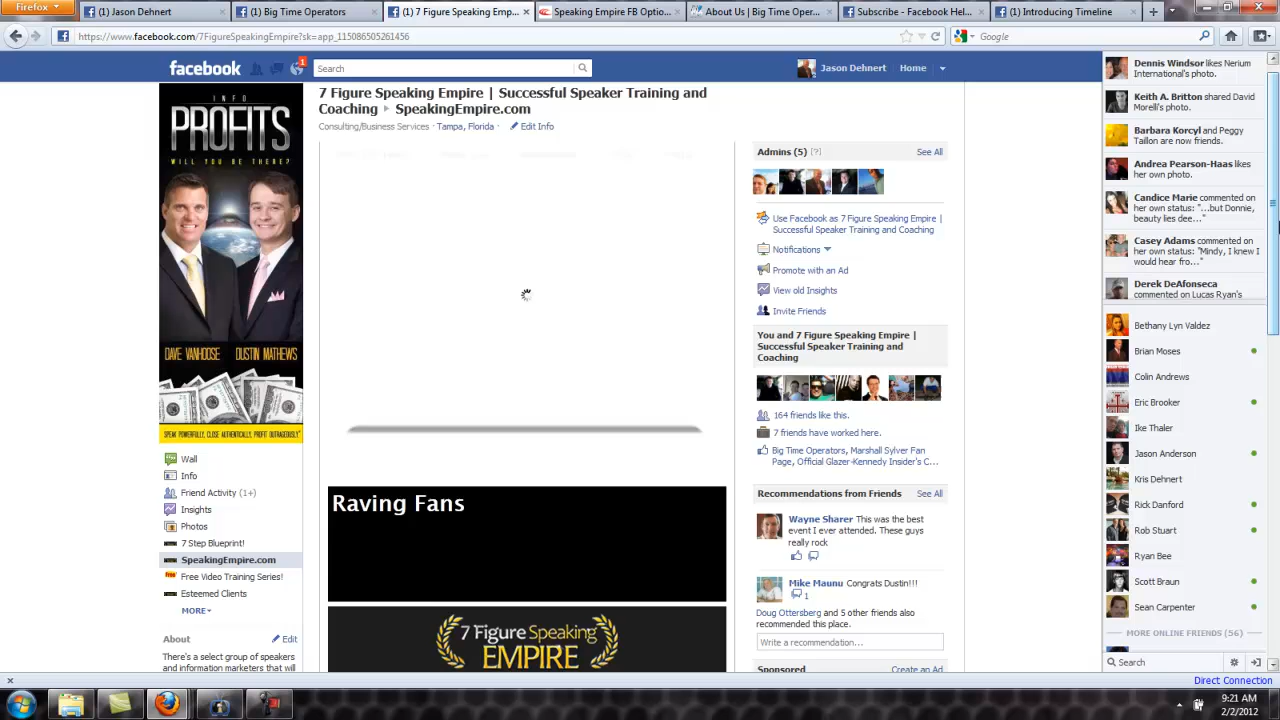 Firefox
(1) Jason Dehnert
(1) Big Time Operators
(1) 7 Figure Speaking Emp...
Speaking Empire FB Optio...
About Us | Big Time Oper...
Subscribe - Facebook Hel...
(1) Introducing Timeline
https://www.facebook.com/7FigureSpeakingEmpire?sk=app_115086505261456
Google
facebook
1
Search
Jason Dehnert
Home
INFO
PROFITS
WILL YOU BE THERE?
DAVE VANHOOSE DUSTIN MATHEWS
SPEAK POWERFULLY, CLOSE AUTHENTICALLY, PROFIT OUTRAGEOUSLY
Wall
Info
Friend Activity (1+)
Insights
Photos
7 Step Blueprint!
SpeakingEmpire.com
Free Video Training Series!
Esteemed Clients
MORE
About
Edit
There's a select group of speakers
and information marketers that will
7 Figure Speaking Empire | Successful Speaker Training and
Coaching ▸ SpeakingEmpire.com
Consulting/Business Services · Tampa, Florida · Edit Info
Raving Fans
7 Figure Speaking
EMPIRE
Admins (5) [?]
See All
Use Facebook as 7 Figure Speaking Empire |
Successful Speaker Training and Coaching
Notifications
Promote with an Ad
View old Insights
Invite Friends
You and 7 Figure Speaking Empire |
Successful Speaker Training and
Coaching
164 friends like this.
7 friends have worked here.
Big Time Operators, Marshall Sylver Fan
Page, Official Glazer-Kennedy Insider's C...
Recommendations from Friends
See All
Wayne Sharer This was the best
event I ever attended. These guys
really rock
Mike Maunu Congrats Dustin!!!
1
Doug Ottersberg and 5 other friends also
recommended this place.
Write a recommendation...
Sponsored
Create an Ad
Dennis Windsor likes Nerium
International's photo.
Keith A. Britton shared David
Morelli's photo.
Barbara Korcyl and Peggy
Taillon are now friends.
Andrea Pearson-Haas likes
her own photo.
Candice Marie commented on
her own status: "...but Donnie,
beauty lies dee..."
Casey Adams commented on
her own status: "Mindy, I knew I
would hear fro..."
Derek DeAfonseca
commented on Lucas Ryan's
Bethany Lyn Valdez
Brian Moses
Colin Andrews
Eric Brooker
Ike Thaler
Jason Anderson
Kris Dehnert
Rick Danford
Rob Stuart
Ryan Bee
Scott Braun
Sean Carpenter
MORE ONLINE FRIENDS (56)
Search
Direct Connection
9:21 AM
2/2/2012